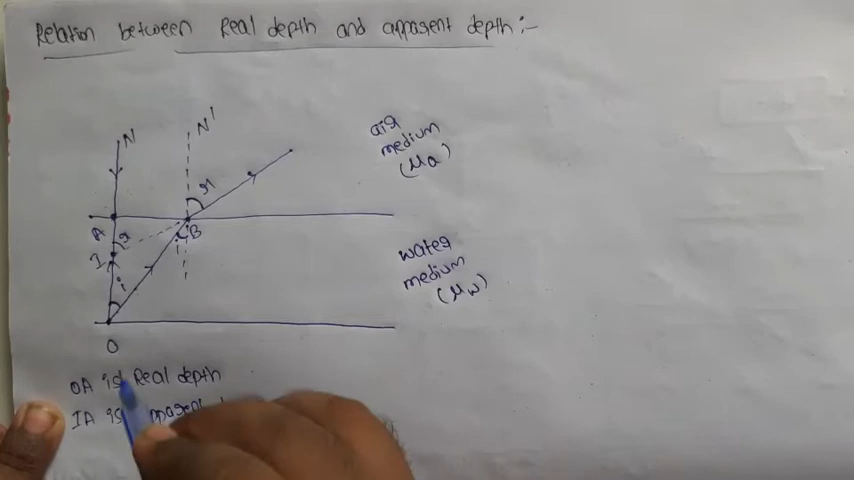 Relation between Real depth and apparent depth :-
N
N'
air
medium
(μa)
r
A
r
B
i
I
i
water
medium
(μw)
O
OA is Real depth
IA is